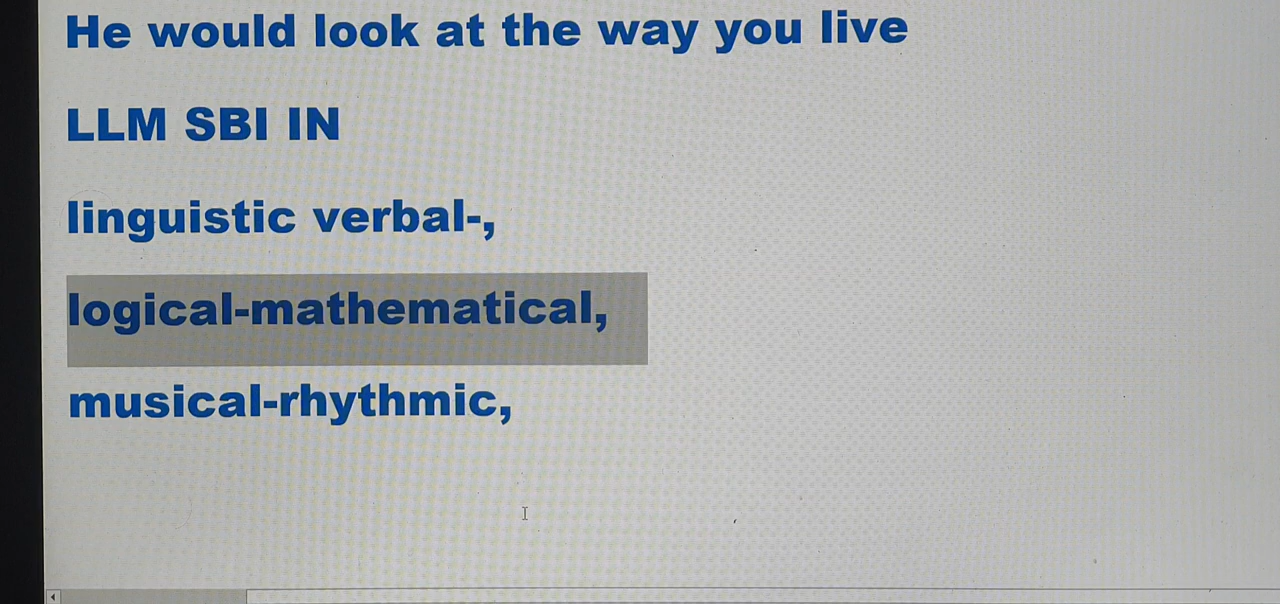 He would look at the way you live
LLM SBI IN
linguistic verbal-,
logical-mathematical,
musical-rhythmic,